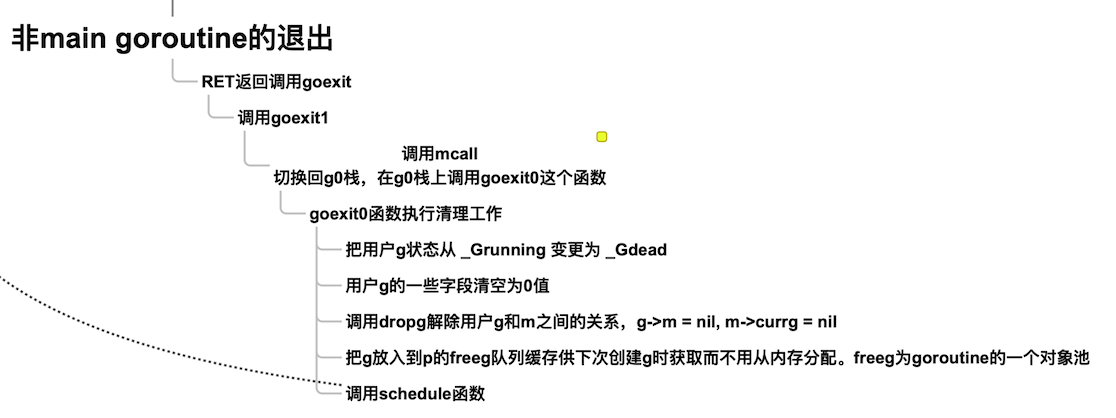 非main goroutine的退出
RET返回调用goexit
调用goexit1
调用mcall
切换回g0栈，在g0栈上调用goexit0这个函数
goexit0函数执行清理工作
把用户g状态从 _Grunning 变更为 _Gdead
用户g的一些字段清空为0值
调用dropg解除用户g和m之间的关系，g->m = nil, m->currg = nil
把g放入到p的freeg队列缓存供下次创建g时获取而不用从内存分配。freeg为goroutine的一个对象池
调用schedule函数